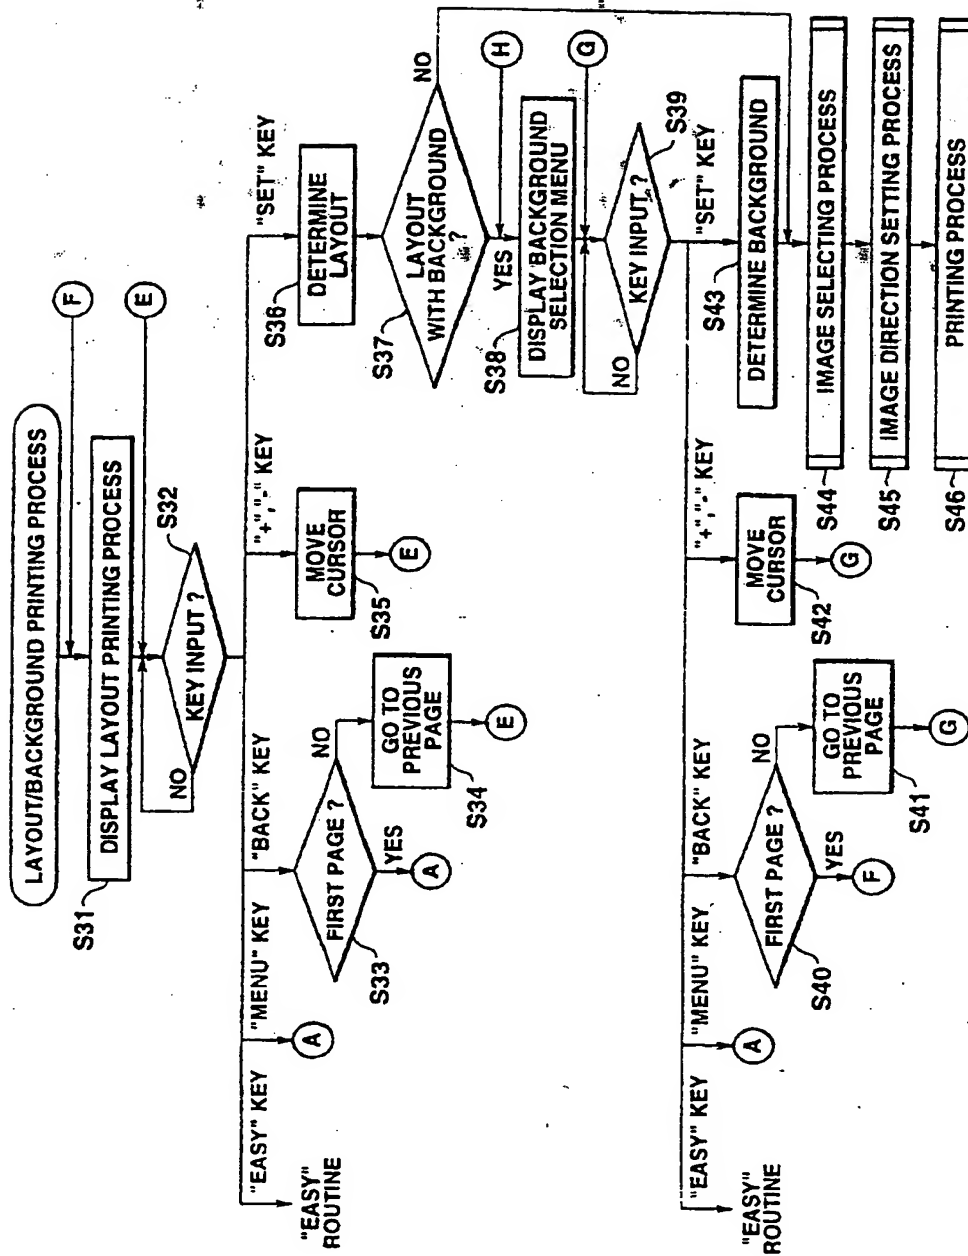 LAYOUT/BACKGROUND PRINTING PROCESS
F
S31
DISPLAY LAYOUT PRINTING PROCESS
E
S32
KEY INPUT ?
NO
"EASY" KEY
"MENU" KEY
"BACK" KEY
"+","-" KEY
"SET" KEY
"EASY"
ROUTINE
A
S33
FIRST PAGE ?
NO
YES
A
GO TO
PREVIOUS
PAGE
S34
E
MOVE
CURSOR
S35
E
S36
DETERMINE
LAYOUT
S37
LAYOUT
WITH BACKGROUND
?
NO
YES
H
S38
DISPLAY BACKGROUND
SELECTION MENU
G
S39
KEY INPUT ?
NO
"EASY" KEY
"MENU" KEY
"BACK" KEY
"+","-" KEY
"SET" KEY
"EASY"
ROUTINE
A
S40
FIRST PAGE ?
NO
YES
F
GO TO
PREVIOUS
PAGE
S41
G
MOVE
CURSOR
S42
G
S43
DETERMINE BACKGROUND
S44
IMAGE SELECTING PROCESS
S45
IMAGE DIRECTION SETTING PROCESS
S46
PRINTING PROCESS